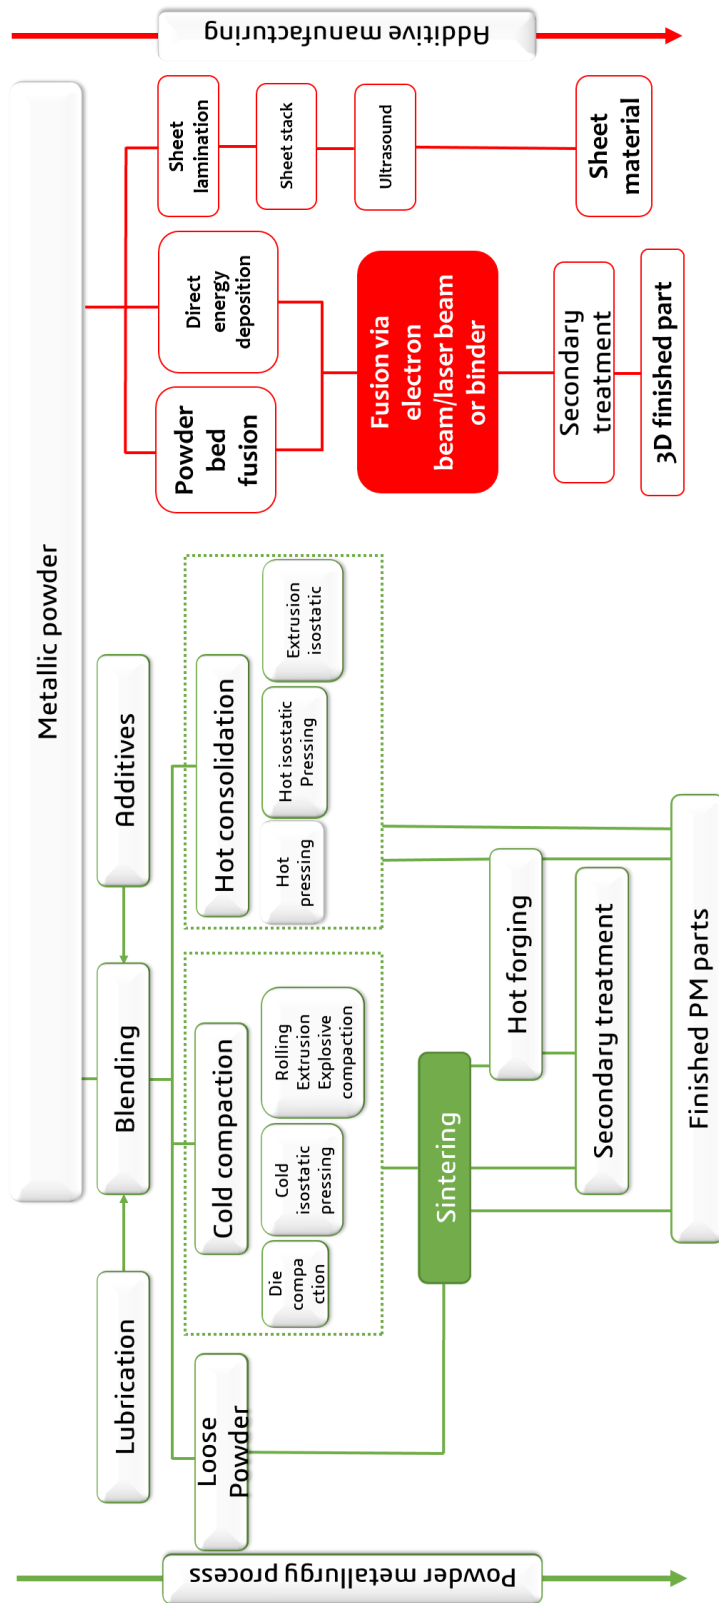 Metallic powder
Powder metallurgy process
Lubrication
Blending
Additives
Loose
Powder
Cold compaction
Die
compa
ction
Cold
isostatic
pressing
Rolling
Extrusion
Explosive
compaction
Hot consolidation
Hot
pressing
Hot isostatic
Pressing
Extrusion
isostatic
Sintering
Hot forging
Secondary treatment
Finished PM parts
Powder
bed
fusion
Direct
energy
deposition
Sheet
lamination
Sheet stack
Ultrasound
Fusion via
electron
beam/laser beam
or binder
Secondary
treatment
3D finished part
Sheet
material
Additive manufacturing